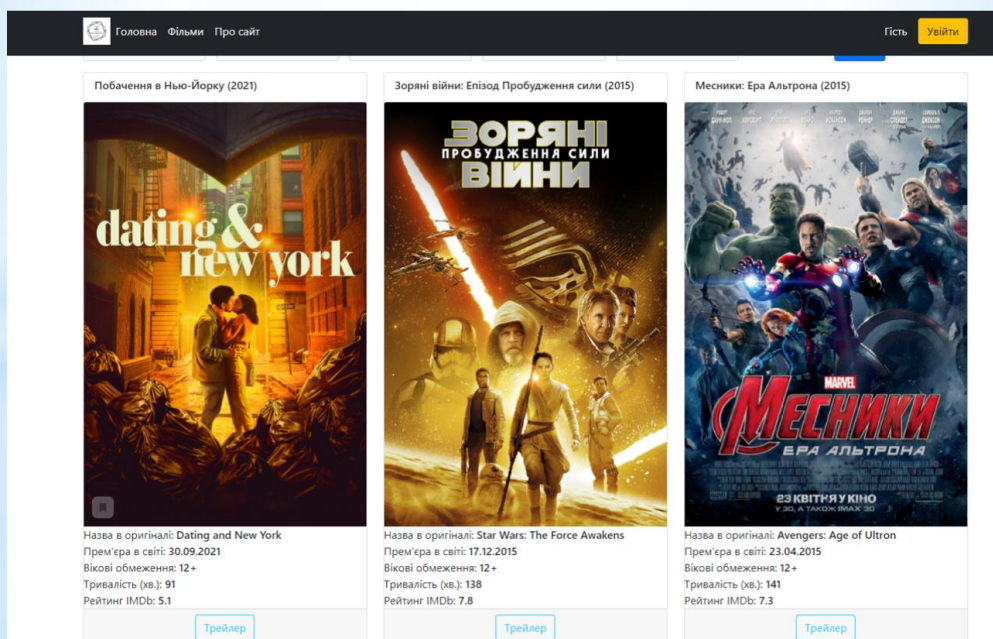 Головна Фільми Про сайт
Гість Увійти
Побачення в Нью-Йорку (2021)
dating &
new york
Назва в оригіналі: Dating and New York
Прем'єра в світі: 30.09.2021
Вікові обмеження: 12+
Тривалість (хв.): 91
Рейтинг IMDb: 5.1
Трейлер
Зоряні війни: Епізод Пробудження сили (2015)
ЗОРЯНІ
ПРОБУДЖЕННЯ СИЛИ
ВІЙНИ
Назва в оригіналі: Star Wars: The Force Awakens
Прем'єра в світі: 17.12.2015
Вікові обмеження: 12+
Тривалість (хв.): 138
Рейтинг IMDb: 7.8
Трейлер
Месники: Ера Альтрона (2015)
MARVEL
МЕСНИКИ
ЕРА АЛЬТРОНА
23 КВІТНЯ У КІНО
У 3D, А ТАКОЖ IMAX 3D
Назва в оригіналі: Avengers: Age of Ultron
Прем'єра в світі: 23.04.2015
Вікові обмеження: 12+
Тривалість (хв.): 141
Рейтинг IMDb: 7.3
Трейлер